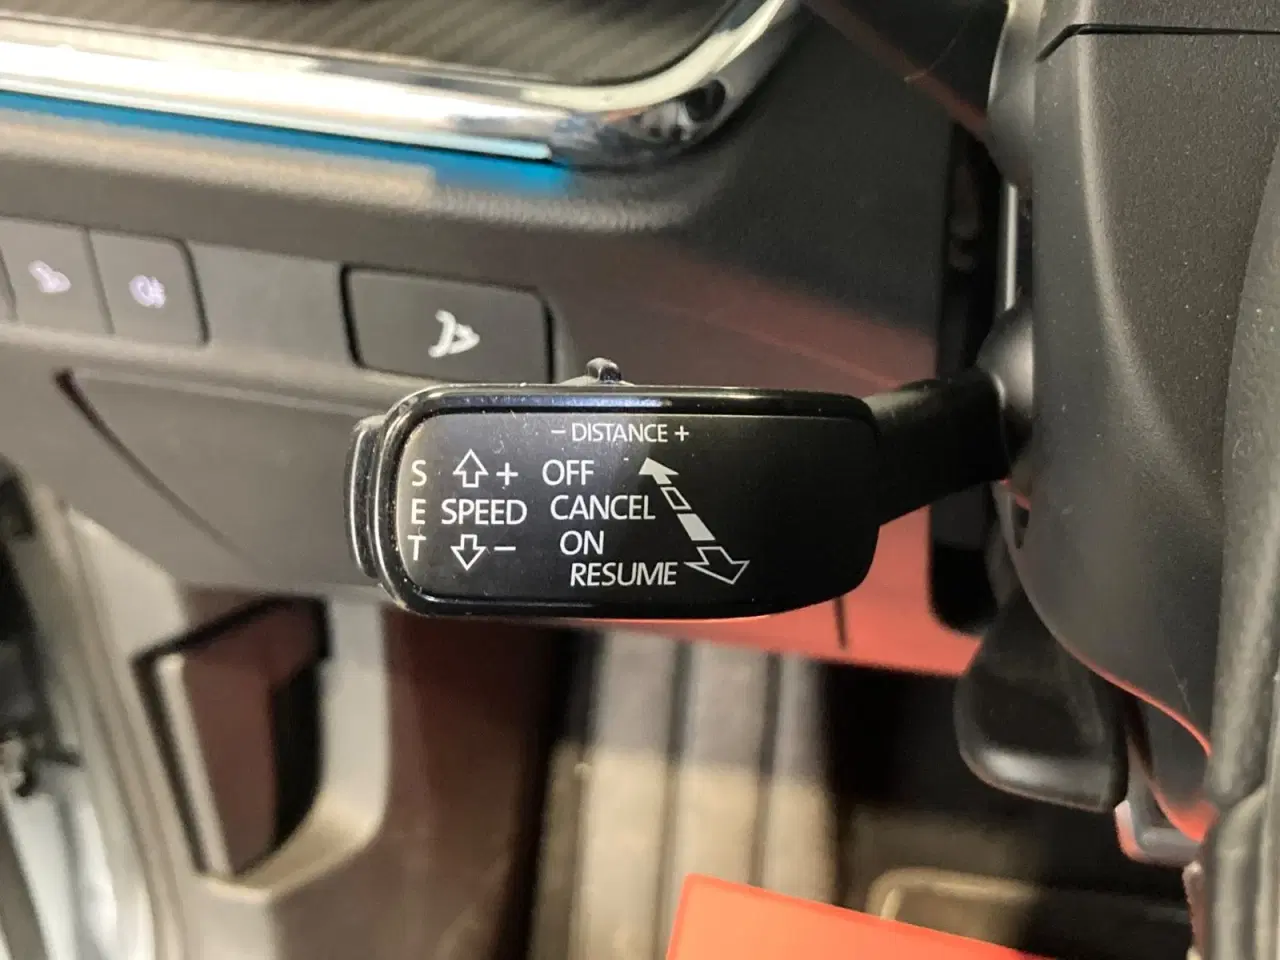 − DISTANCE +
S + OFF
E SPEED CANCEL
T − ON
RESUME